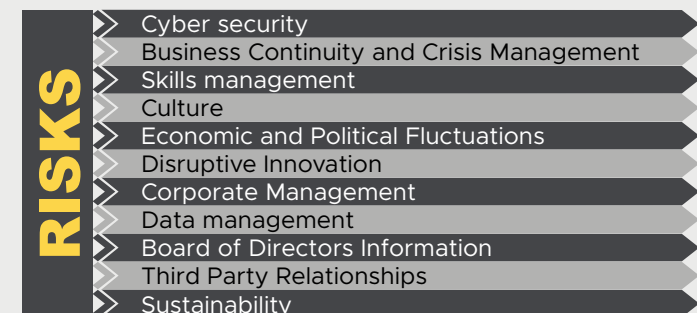 RISKS
Cyber security
Business Continuity and Crisis Management
Skills management
Culture
Economic and Political Fluctuations
Disruptive Innovation
Corporate Management
Data management
Board of Directors Information
Third Party Relationships
Sustainability